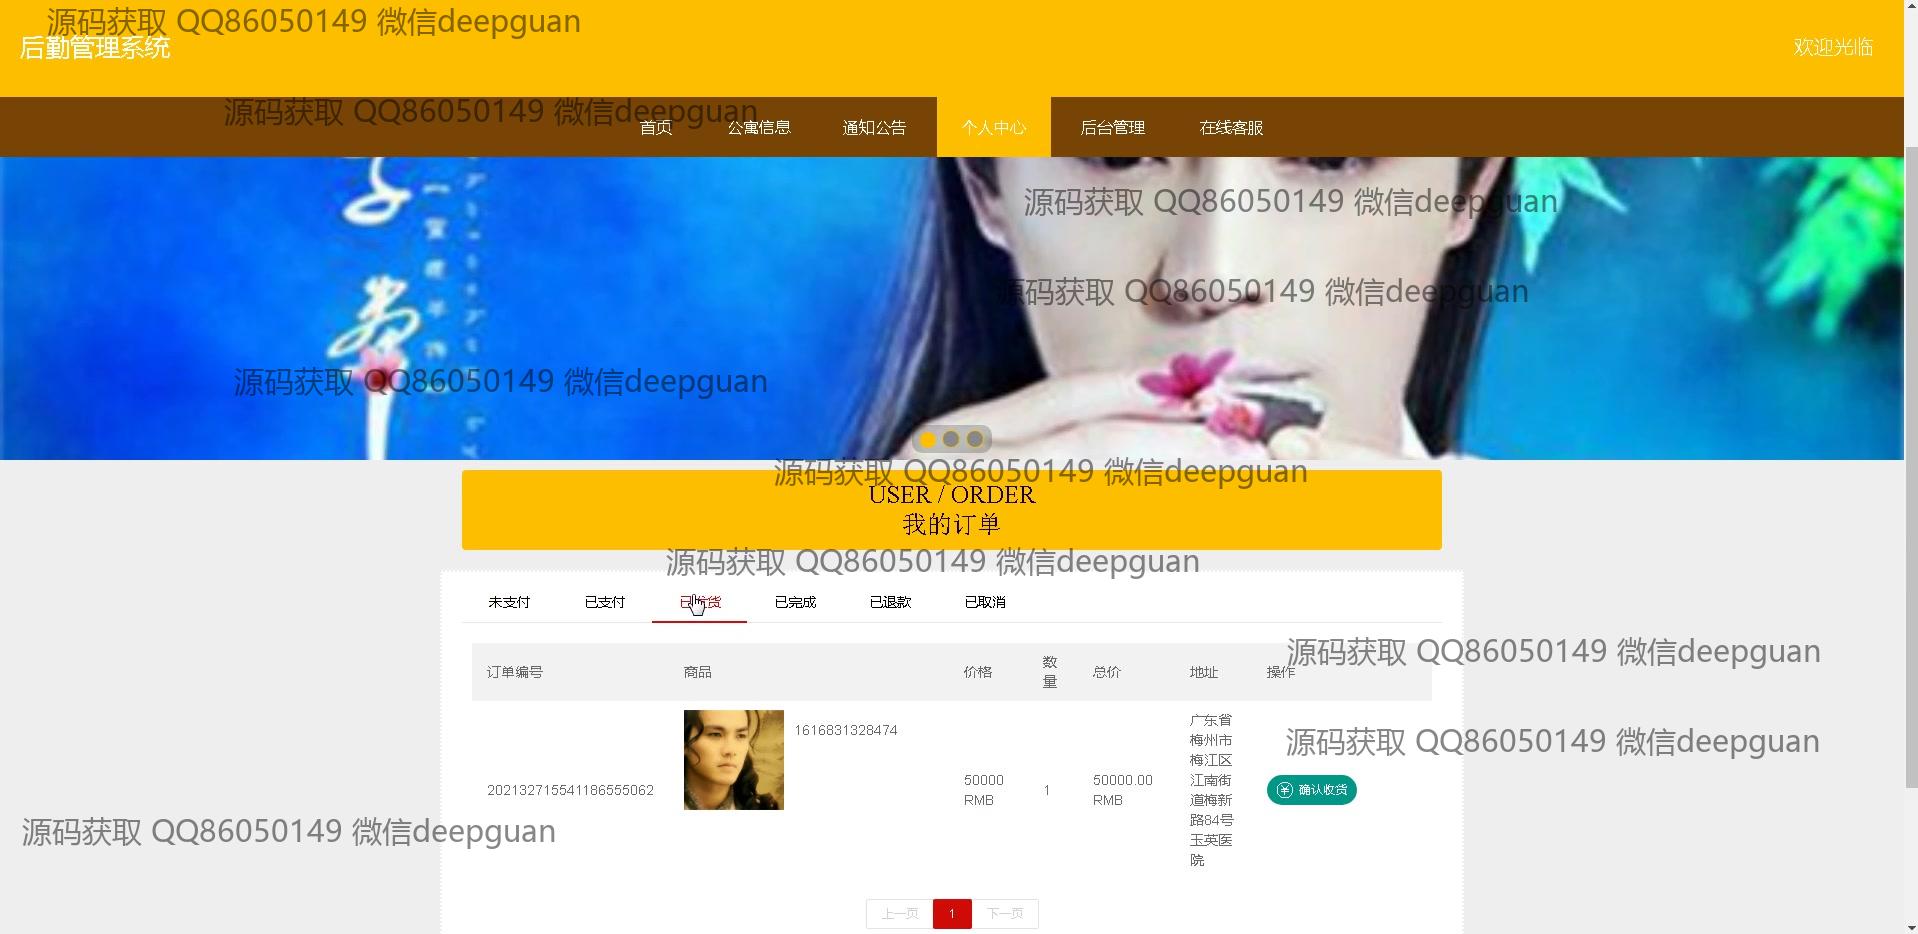 源码获取 QQ86050149 微信deepguan
后勤管理系统
欢迎光临
源码获取 QQ86050149 微信deepguan
首页
公寓信息
通知公告
个人中心
后台管理
在线客服
源码获取 QQ86050149 微信deepguan
源码获取 QQ86050149 微信deepguan
源码获取 QQ86050149 微信deepguan
源码获取 QQ86050149 微信deepguan
USER / ORDER
我的订单
源码获取 QQ86050149 微信deepguan
未支付
已支付
已发货
已完成
已退款
已取消
源码获取 QQ86050149 微信deepguan
订单编号
商品
价格
数
量
总价
地址
操作
202132715541186555062
1616831328474
50000
RMB
1
50000.00
RMB
广东省
梅州市
梅江区
江南街
道梅新
路84号
玉英医
院
源码获取 QQ86050149 微信deepguan
确认收货
源码获取 QQ86050149 微信deepguan
上一页
1
下一页